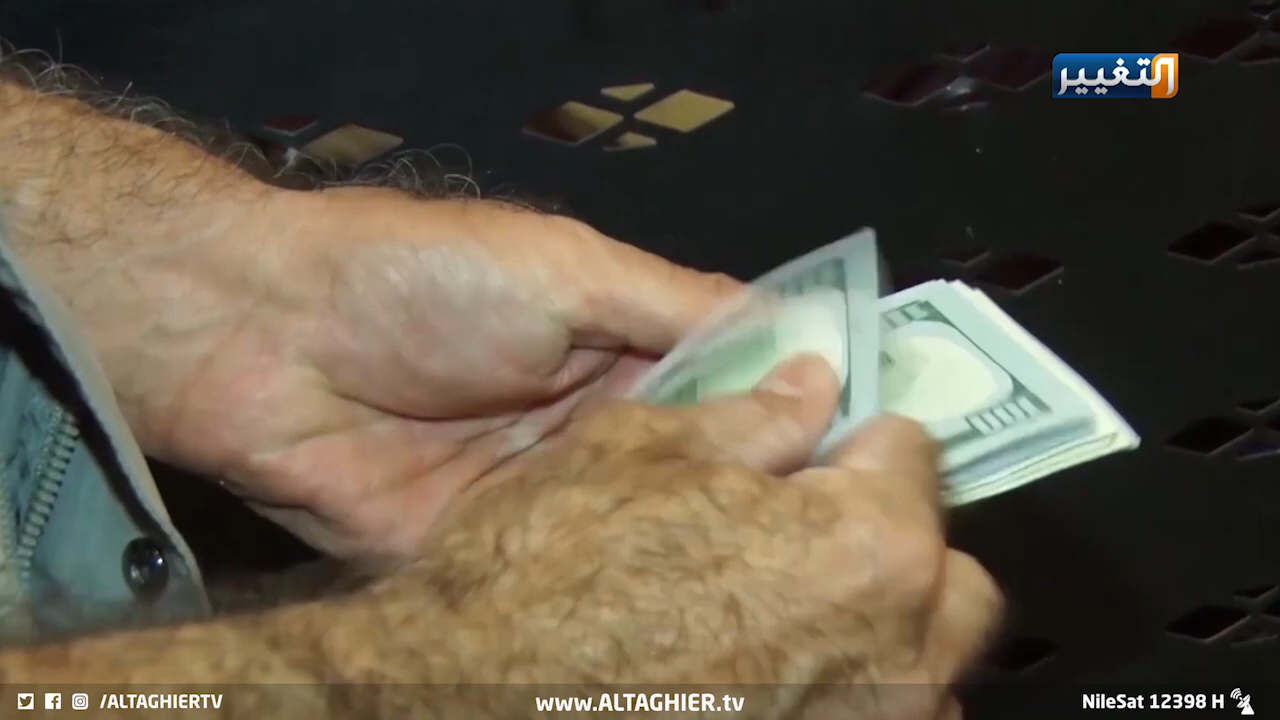 التغيير
/ALTAGHIERTV
www.ALTAGHIER.tv
NileSat 12398 H